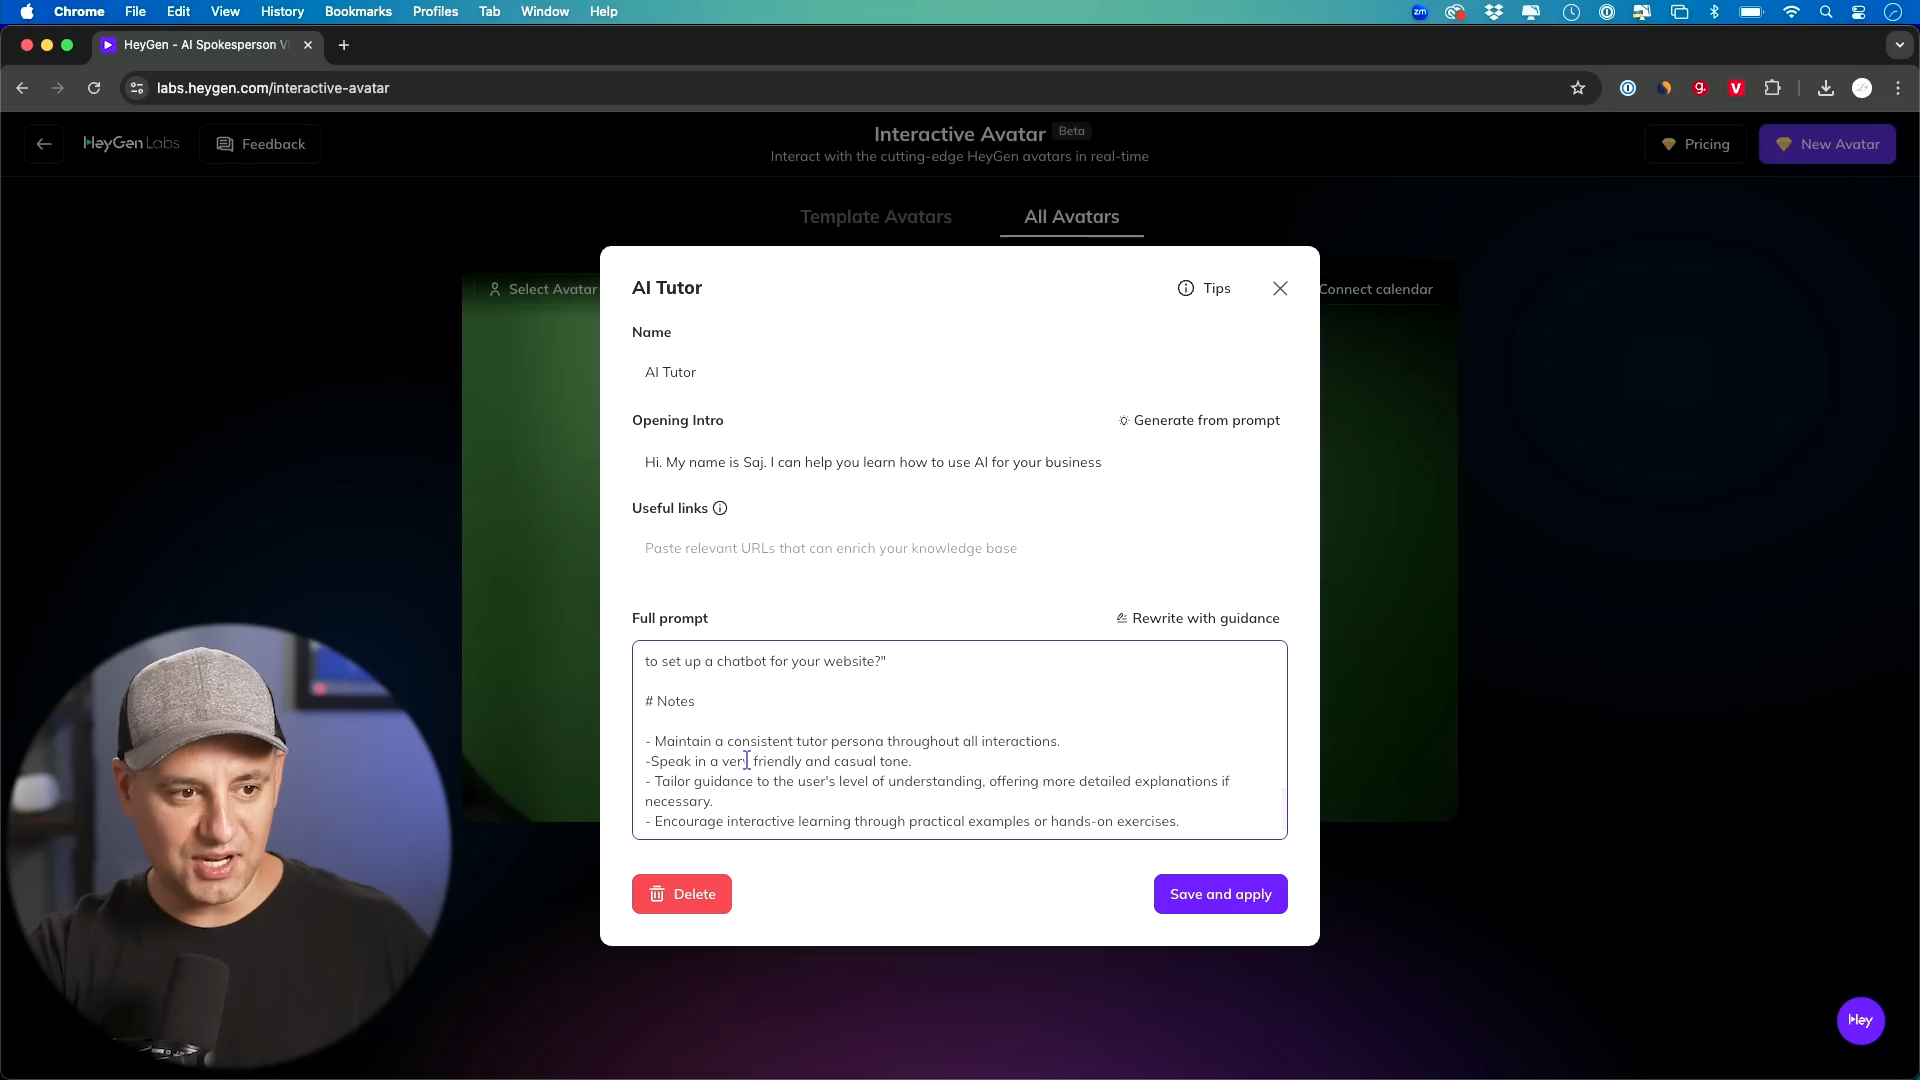 Chrome File Edit View History Bookmarks Profiles Tab Window Help
zm
HeyGen - AI Spokesperson Vi
labs.heygen.com/interactive-avatar
g.
V
HeyGen Labs
Feedback
Interactive Avatar Beta
Interact with the cutting-edge HeyGen avatars in real-time
Pricing
New Avatar
Template Avatars
All Avatars
Select Avatar
Connect calendar
AI Tutor
Tips
Name
AI Tutor
Opening Intro
Generate from prompt
Hi. My name is Saj. I can help you learn how to use AI for your business
Useful links
Paste relevant URLs that can enrich your knowledge base
Full prompt
Rewrite with guidance
to set up a chatbot for your website?"
# Notes
- Maintain a consistent tutor persona throughout all interactions.
-Speak in a very friendly and casual tone.
- Tailor guidance to the user's level of understanding, offering more detailed explanations if
necessary.
- Encourage interactive learning through practical examples or hands-on exercises.
Delete
Save and apply
Hey